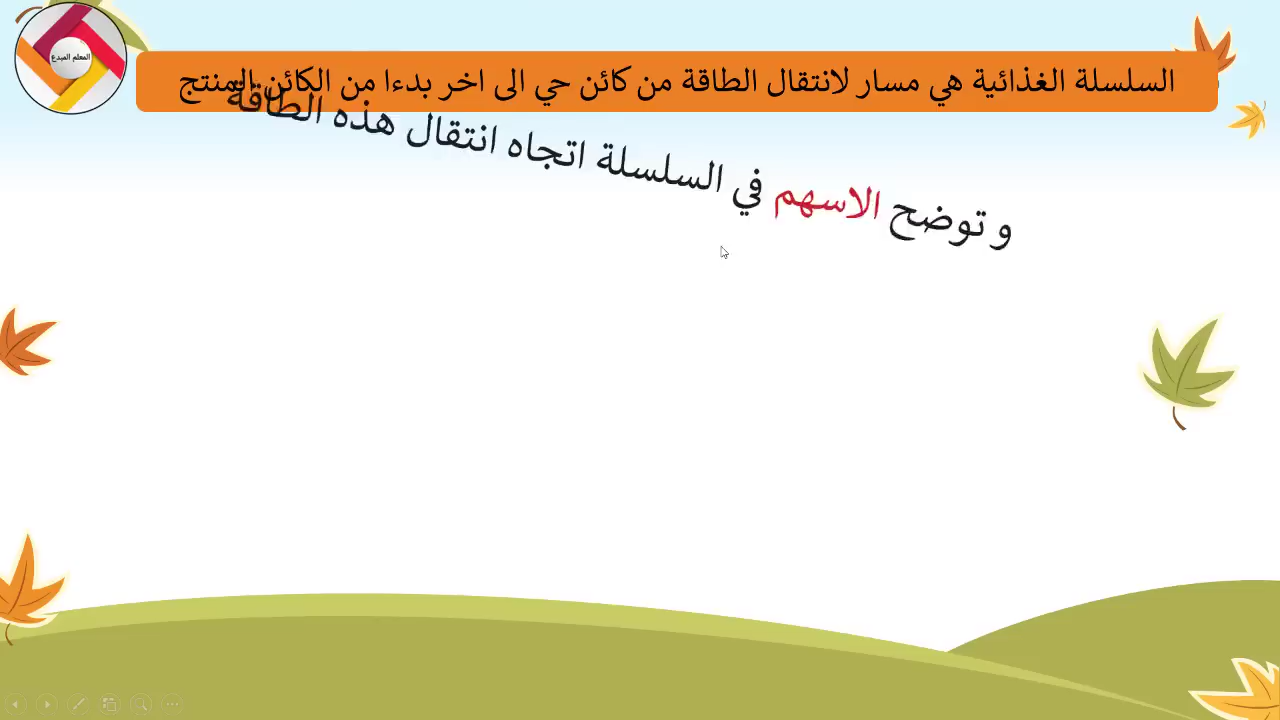 المعلم المبدع
السلسلة الغذائية هي مسار لانتقال الطاقة من كائن حي الى اخر بدءا من الكائن المنتج
و توضح الاسهم في السلسلة اتجاه انتقال هذه الطاقة